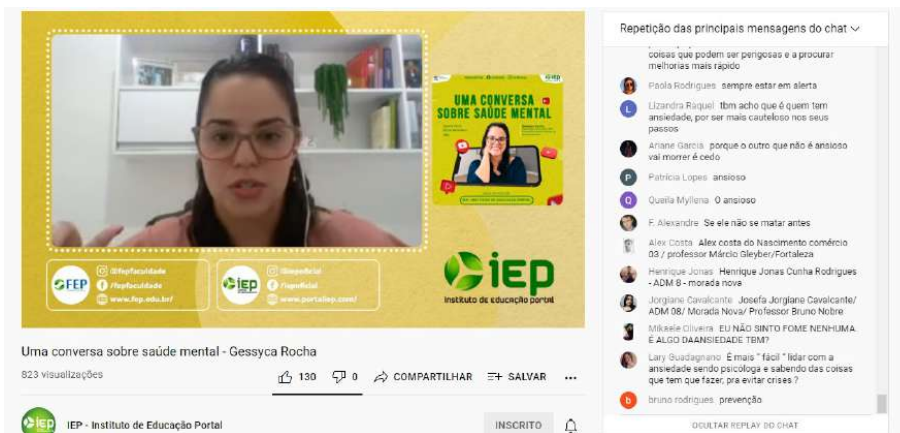 UMA CONVERSA
SOBRE SAÚDE MENTAL
iep
@fepfaculdade
/fepfaculdade
www.fep.edu.br/
FEP
@iepoficial
/iepoficial
www.portaliep.com/
iep
iep
instituto de educação portal
Uma conversa sobre saúde mental - Gessyca Rocha
823 visualizações
130
0
COMPARTILHAR
SALVAR
iep
IEP - Instituto de Educação Portal
INSCRITO
Repetição das principais mensagens do chat
coisas que podem ser perigosas e a procurar
melhorias mais rápido
Paola Rodrigues sempre estar em alerta
L
Lizandra Raquel tbm acho que é quem tem
ansiedade, por ser mais cauteloso nos seus
passos
Ariane Garcia porque o outro que não é ansioso
vai morrer é cedo
P
Patrícia Lopes ansioso
Q
Queila Myllena O ansioso
F. Alexandre Se ele não se matar antes
Alex Costa Alex costa do Nascimento comércio
03 / professor Márcio Gleyber/Fortaleza
Henrique Jonas Henrique Jonas Cunha Rodrigues
- ADM 8 - morada nova
Jorgiane Cavalcante Josefa Jorgiane Cavalcante/
ADM 08/ Morada Nova/ Professor Bruno Nobre
Mikaele Oliveira EU NÃO SINTO FOME NENHUMA.
É ALGO DAANSIEDADE TBM?
Lary Guadagnano É mais " fácil " lidar com a
ansiedade sendo psicóloga e sabendo das coisas
que tem que fazer, pra evitar crises ?
b
bruno rodrigues prevenção
OCULTAR REPLAY DO CHAT